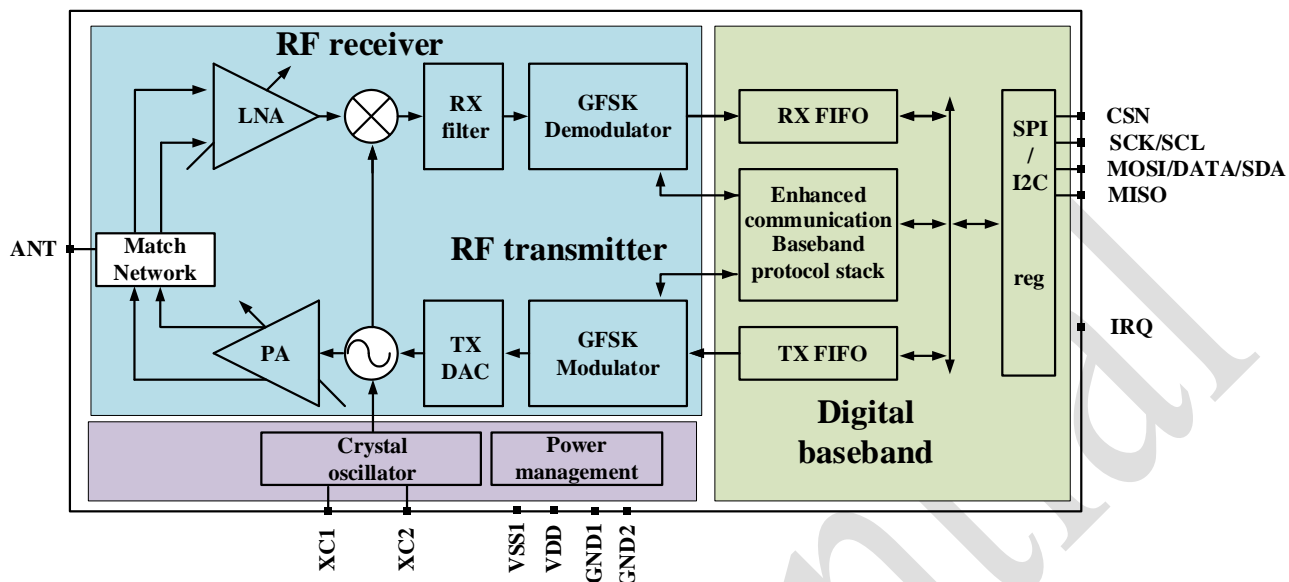 RF receiver
LNA
RX
filter
GFSK
Demodulator
RX FIFO
SPI
/
I2C
reg
CSN
SCK/SCL
MOSI/DATA/SDA
MISO
IRQ
Enhanced
communication
Baseband
protocol stack
ANT
Match
Network
RF transmitter
PA
TX
DAC
GFSK
Modulator
TX FIFO
Digital
baseband
Crystal
oscillator
Power
management
XC1
XC2
VSS1
VDD
GND1
GND2